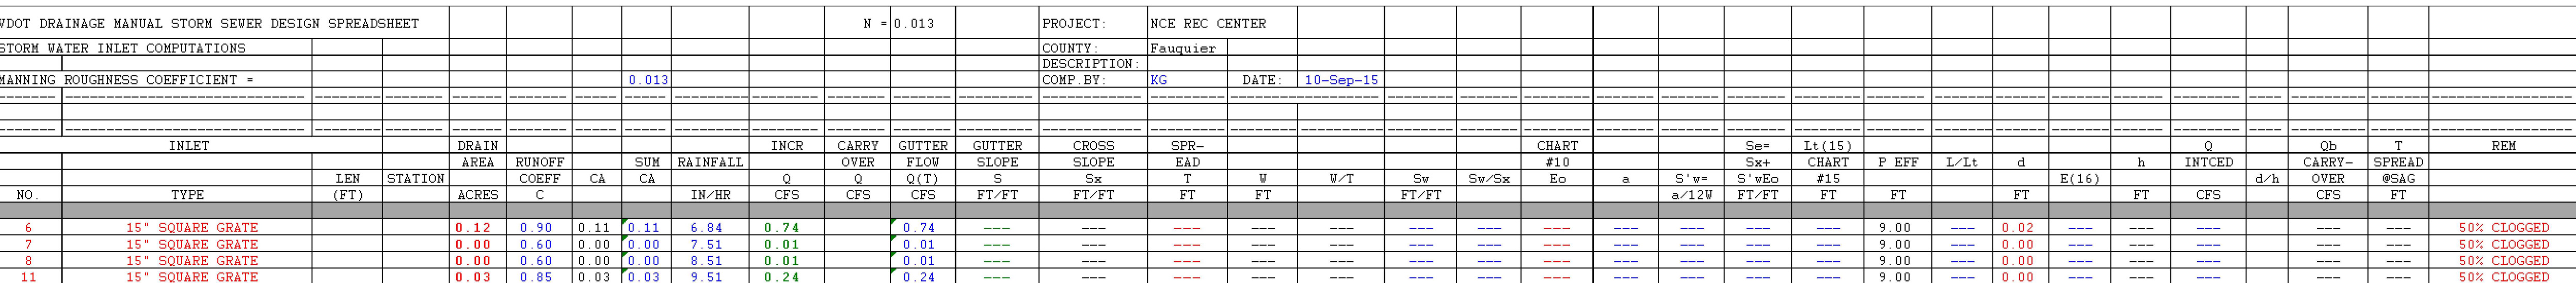 VDOT DRAINAGE MANUAL STORM SEWER DESIGN SPREADSHEET N = 0.013 PROJECT: NCE REC CENTER
STORM WATER INLET COMPUTATIONS COUNTY: Fauquier
DESCRIPTION:
MANNING ROUGHNESS COEFFICIENT = 0.013 COMP.BY: KG DATE: 10-Sep-15
INLET DRAIN INCR CARRY GUTTER GUTTER CROSS SPR- CHART Se= Lt(15) Q Qb T REM
AREA RUNOFF SUM RAINFALL OVER FLOW SLOPE SLOPE EAD #10 Sx+ CHART P EFF L/Lt d h INTCED CARRY- SPREAD
LEN STATION COEFF CA CA Q Q Q(T) S Sx T W W/T Sw Sw/Sx Eo a S'w= S'wEo #15 E(16) d/h OVER @SAG
NO. TYPE (FT) ACRES C IN/HR CFS CFS CFS FT/FT FT/FT FT FT FT/FT a/12W FT/FT FT FT FT FT CFS CFS FT
6 15" SQUARE GRATE 0.12 0.90 0.11 0.11 6.84 0.74 0.74 --- --- --- --- --- --- --- --- --- --- --- --- 9.00 --- 0.02 --- --- --- --- --- 50% CLOGGED
7 15" SQUARE GRATE 0.00 0.60 0.00 0.00 7.51 0.01 0.01 --- --- --- --- --- --- --- --- --- --- --- --- 9.00 --- 0.00 --- --- --- --- --- 50% CLOGGED
8 15" SQUARE GRATE 0.00 0.60 0.00 0.00 8.51 0.01 0.01 --- --- --- --- --- --- --- --- --- --- --- --- 9.00 --- 0.00 --- --- --- --- --- 50% CLOGGED
11 15" SQUARE GRATE 0.03 0.85 0.03 0.03 9.51 0.24 0.24 --- --- --- --- --- --- --- --- --- --- --- --- 9.00 --- 0.00 --- --- --- --- --- 50% CLOGGED